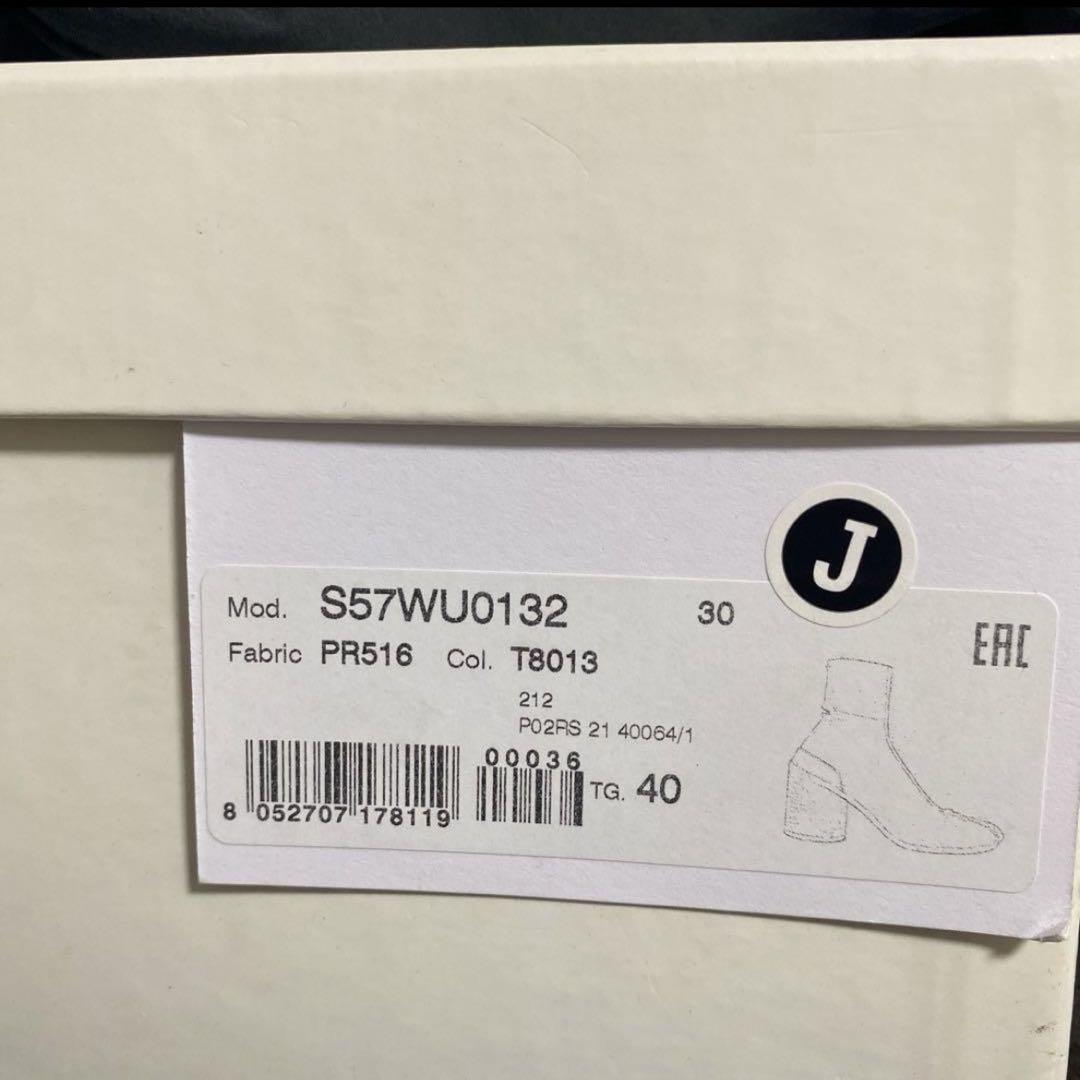 J
Mod. S57WU0132 30
EAC
Fabric PR516 Col. T8013
212
P02RS 21 40064/1
00036
TG. 40
8 052707 178119